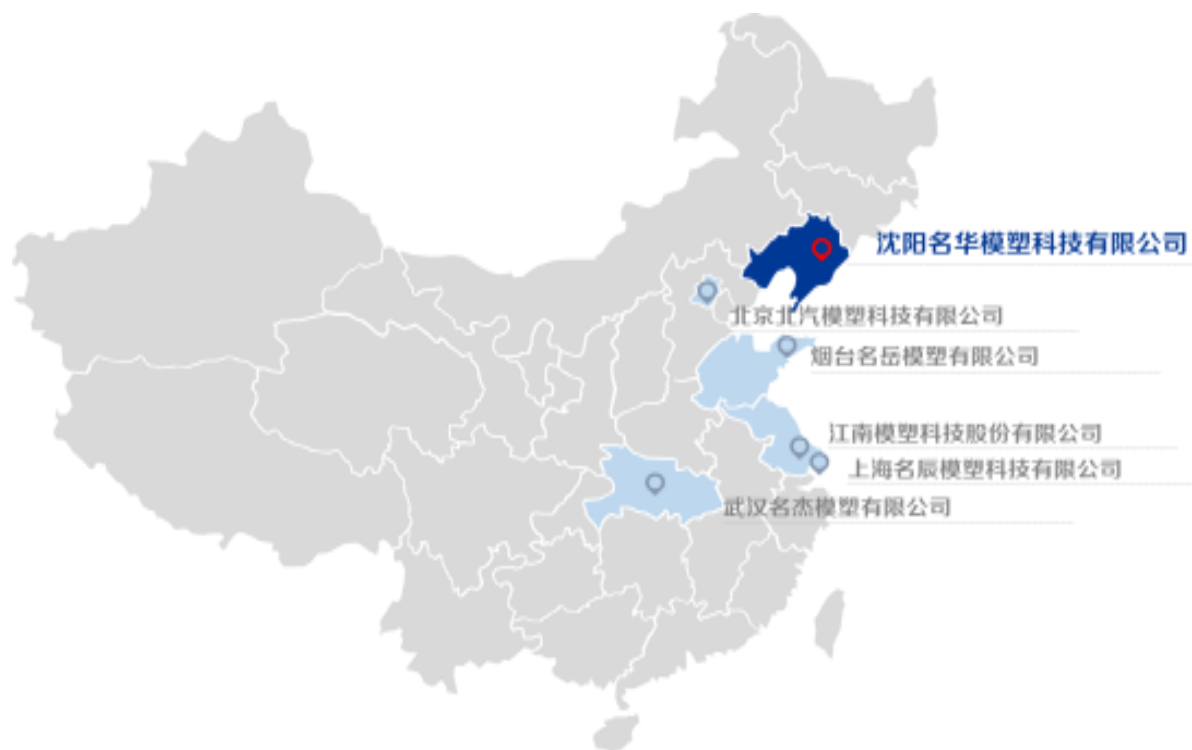 沈阳名华模塑科技有限公司
北京北汽模塑科技有限公司
烟台名岳模塑有限公司
江南模塑科技股份有限公司
上海名辰模塑科技有限公司
武汉名杰模塑有限公司